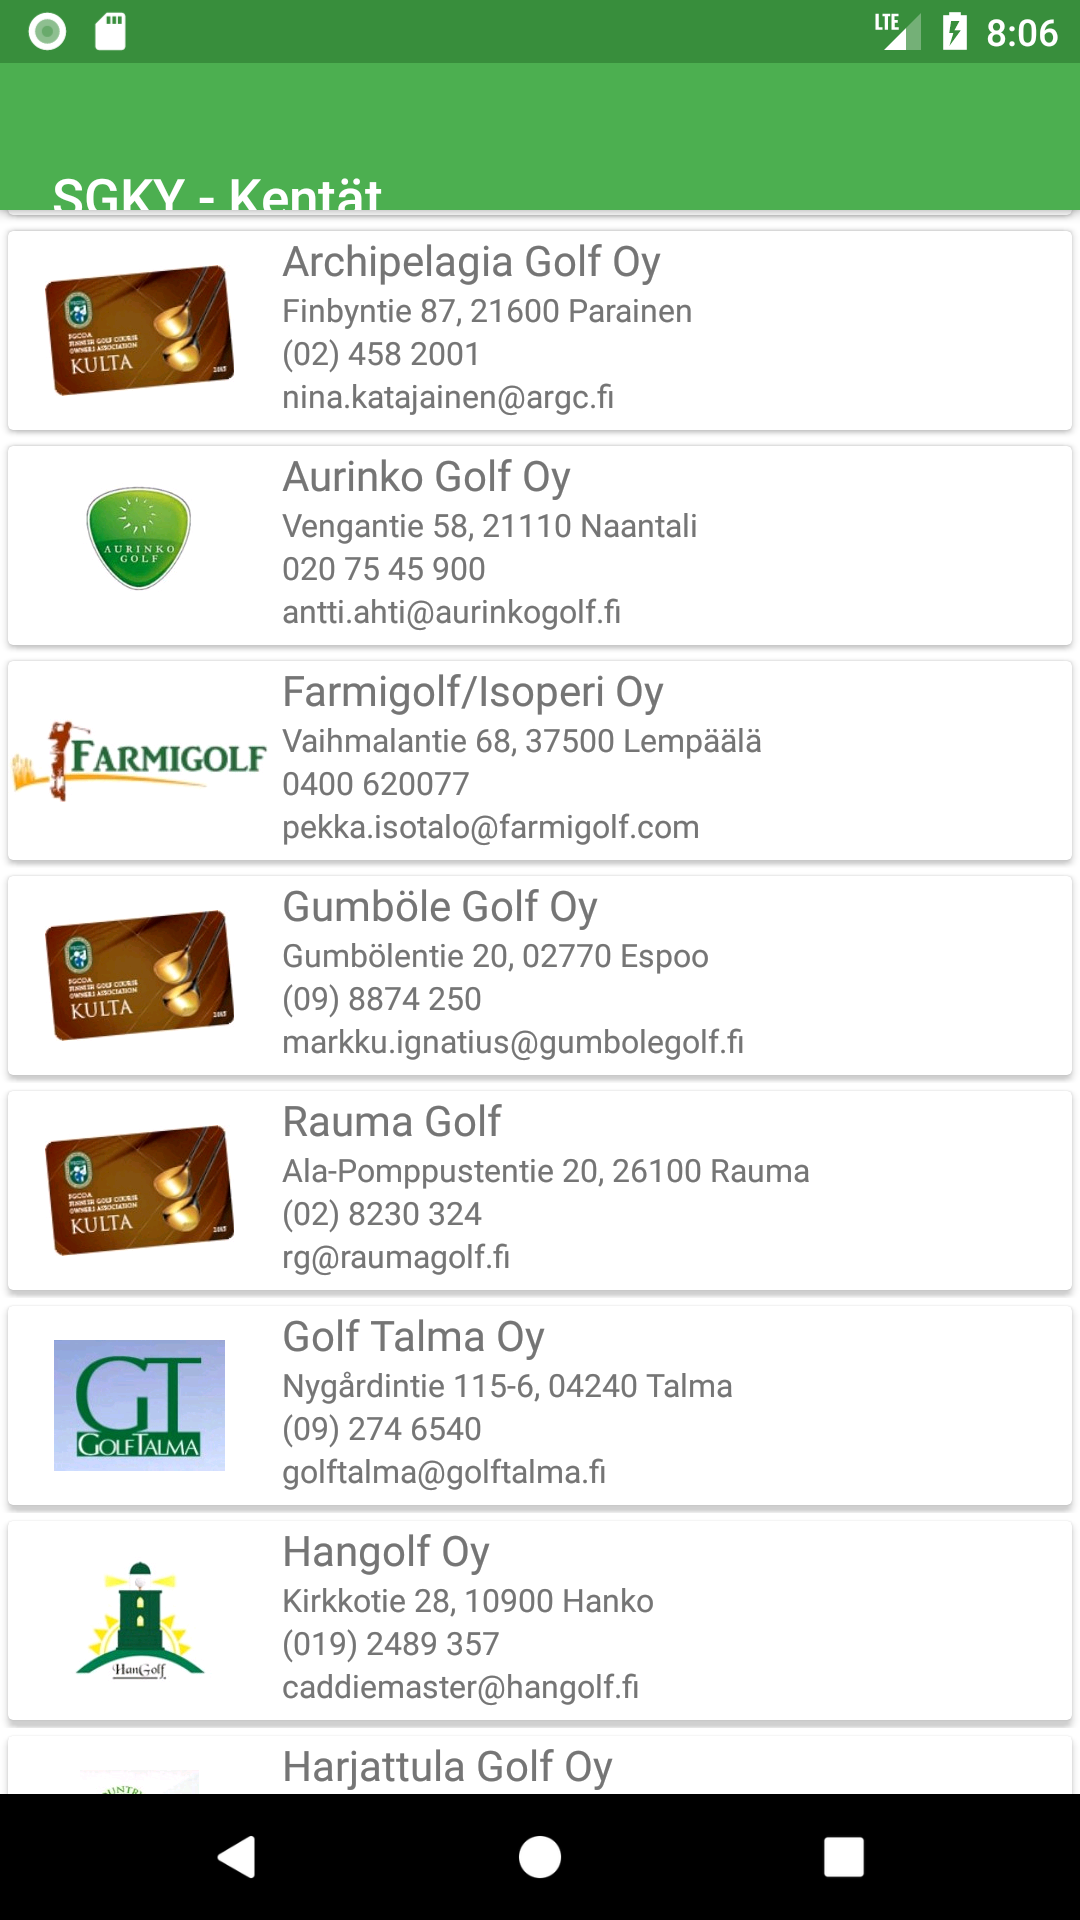 LTE 8:06
SGKY - Kentät
Archipelagia Golf Oy
Finbyntie 87, 21600 Parainen
(02) 458 2001
nina.katajainen@argc.fi
FGCOA
FINNISH GOLF COURSE
OWNERS ASSOCIATION
KULTA
Aurinko Golf Oy
Vengantie 58, 21110 Naantali
020 75 45 900
antti.ahti@aurinkogolf.fi
AURINKO
GOLF
Farmigolf/Isoperi Oy
Vaihmalantie 68, 37500 Lempäälä
0400 620077
pekka.isotalo@farmigolf.com
FARMIGOLF
Gumböle Golf Oy
Gumbölentie 20, 02770 Espoo
(09) 8874 250
markku.ignatius@gumbolegolf.fi
FGCOA
FINNISH GOLF COURSE
OWNERS ASSOCIATION
KULTA
Rauma Golf
Ala-Pomppustentie 20, 26100 Rauma
(02) 8230 324
rg@raumagolf.fi
FGCOA
FINNISH GOLF COURSE
OWNERS ASSOCIATION
KULTA
Golf Talma Oy
Nygårdintie 115-6, 04240 Talma
(09) 274 6540
golftalma@golftalma.fi
GT
GOLFTALMA
Hangolf Oy
Kirkkotie 28, 10900 Hanko
(019) 2489 357
caddiemaster@hangolf.fi
HanGolf
Harjattula Golf Oy